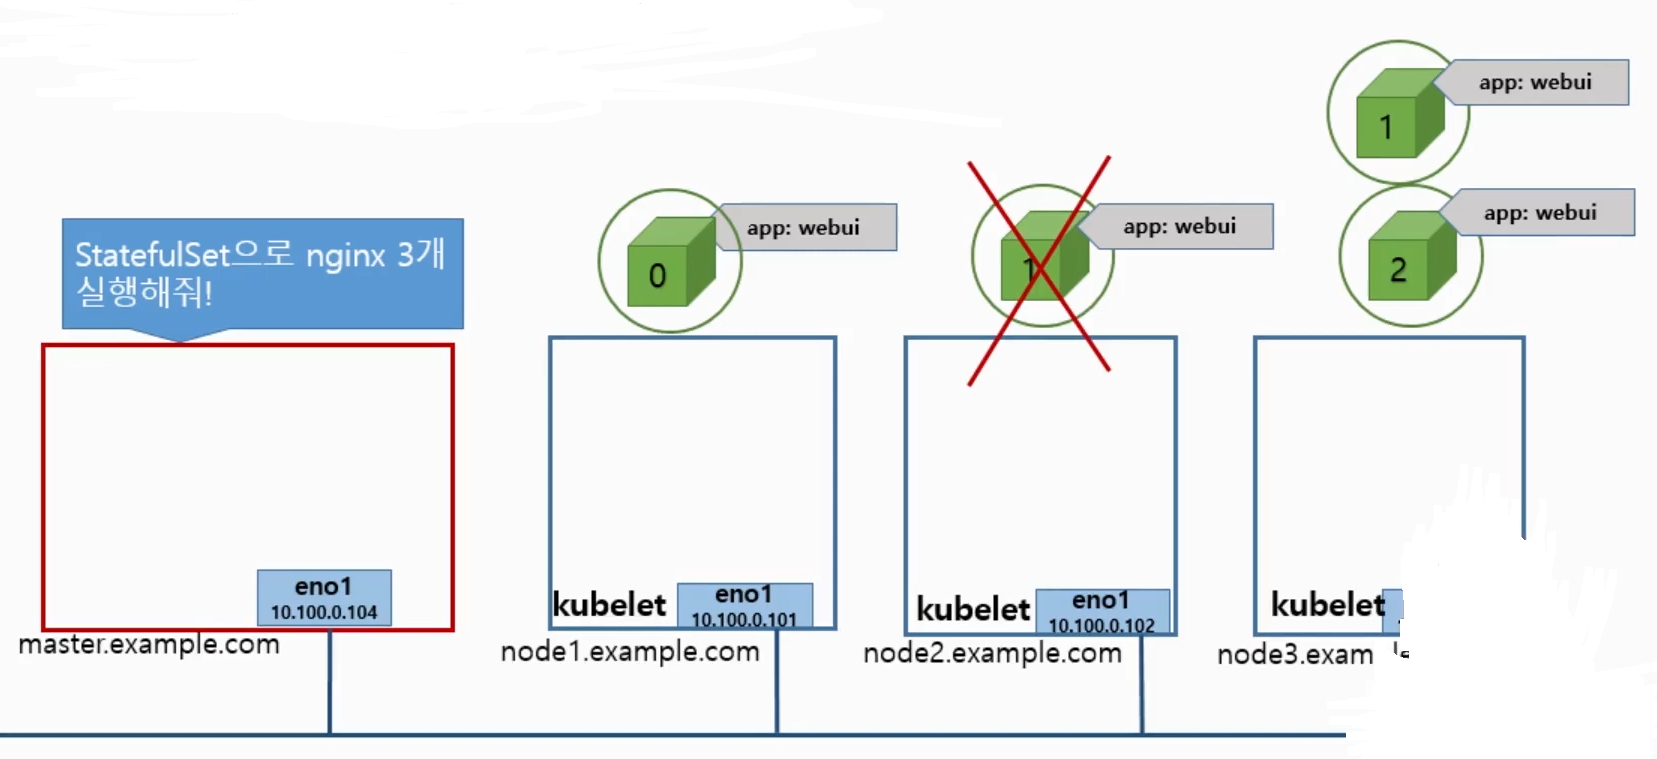 StatefulSet으로 nginx 3개
실행해줘!
eno1
10.100.0.104
master.example.com
0
app: webui
kubelet
eno1
10.100.0.101
node1.example.com
1
app: webui
kubelet
eno1
10.100.0.102
node2.example.com
1
app: webui
2
app: webui
kubelet
node3.exam